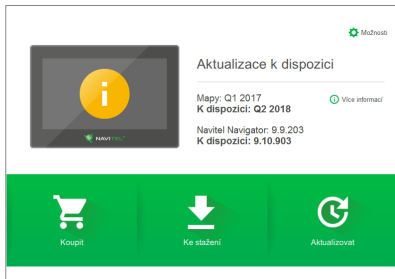 Možnosti
Aktualizace k dispozici
Mapy: Q1 2017
K dispozici: Q2 2018
Více informací
Navitel Navigator: 9.9.203
K dispozici: 9.10.903
NAVITEL
Koupit
Ke stažení
Aktualizovat